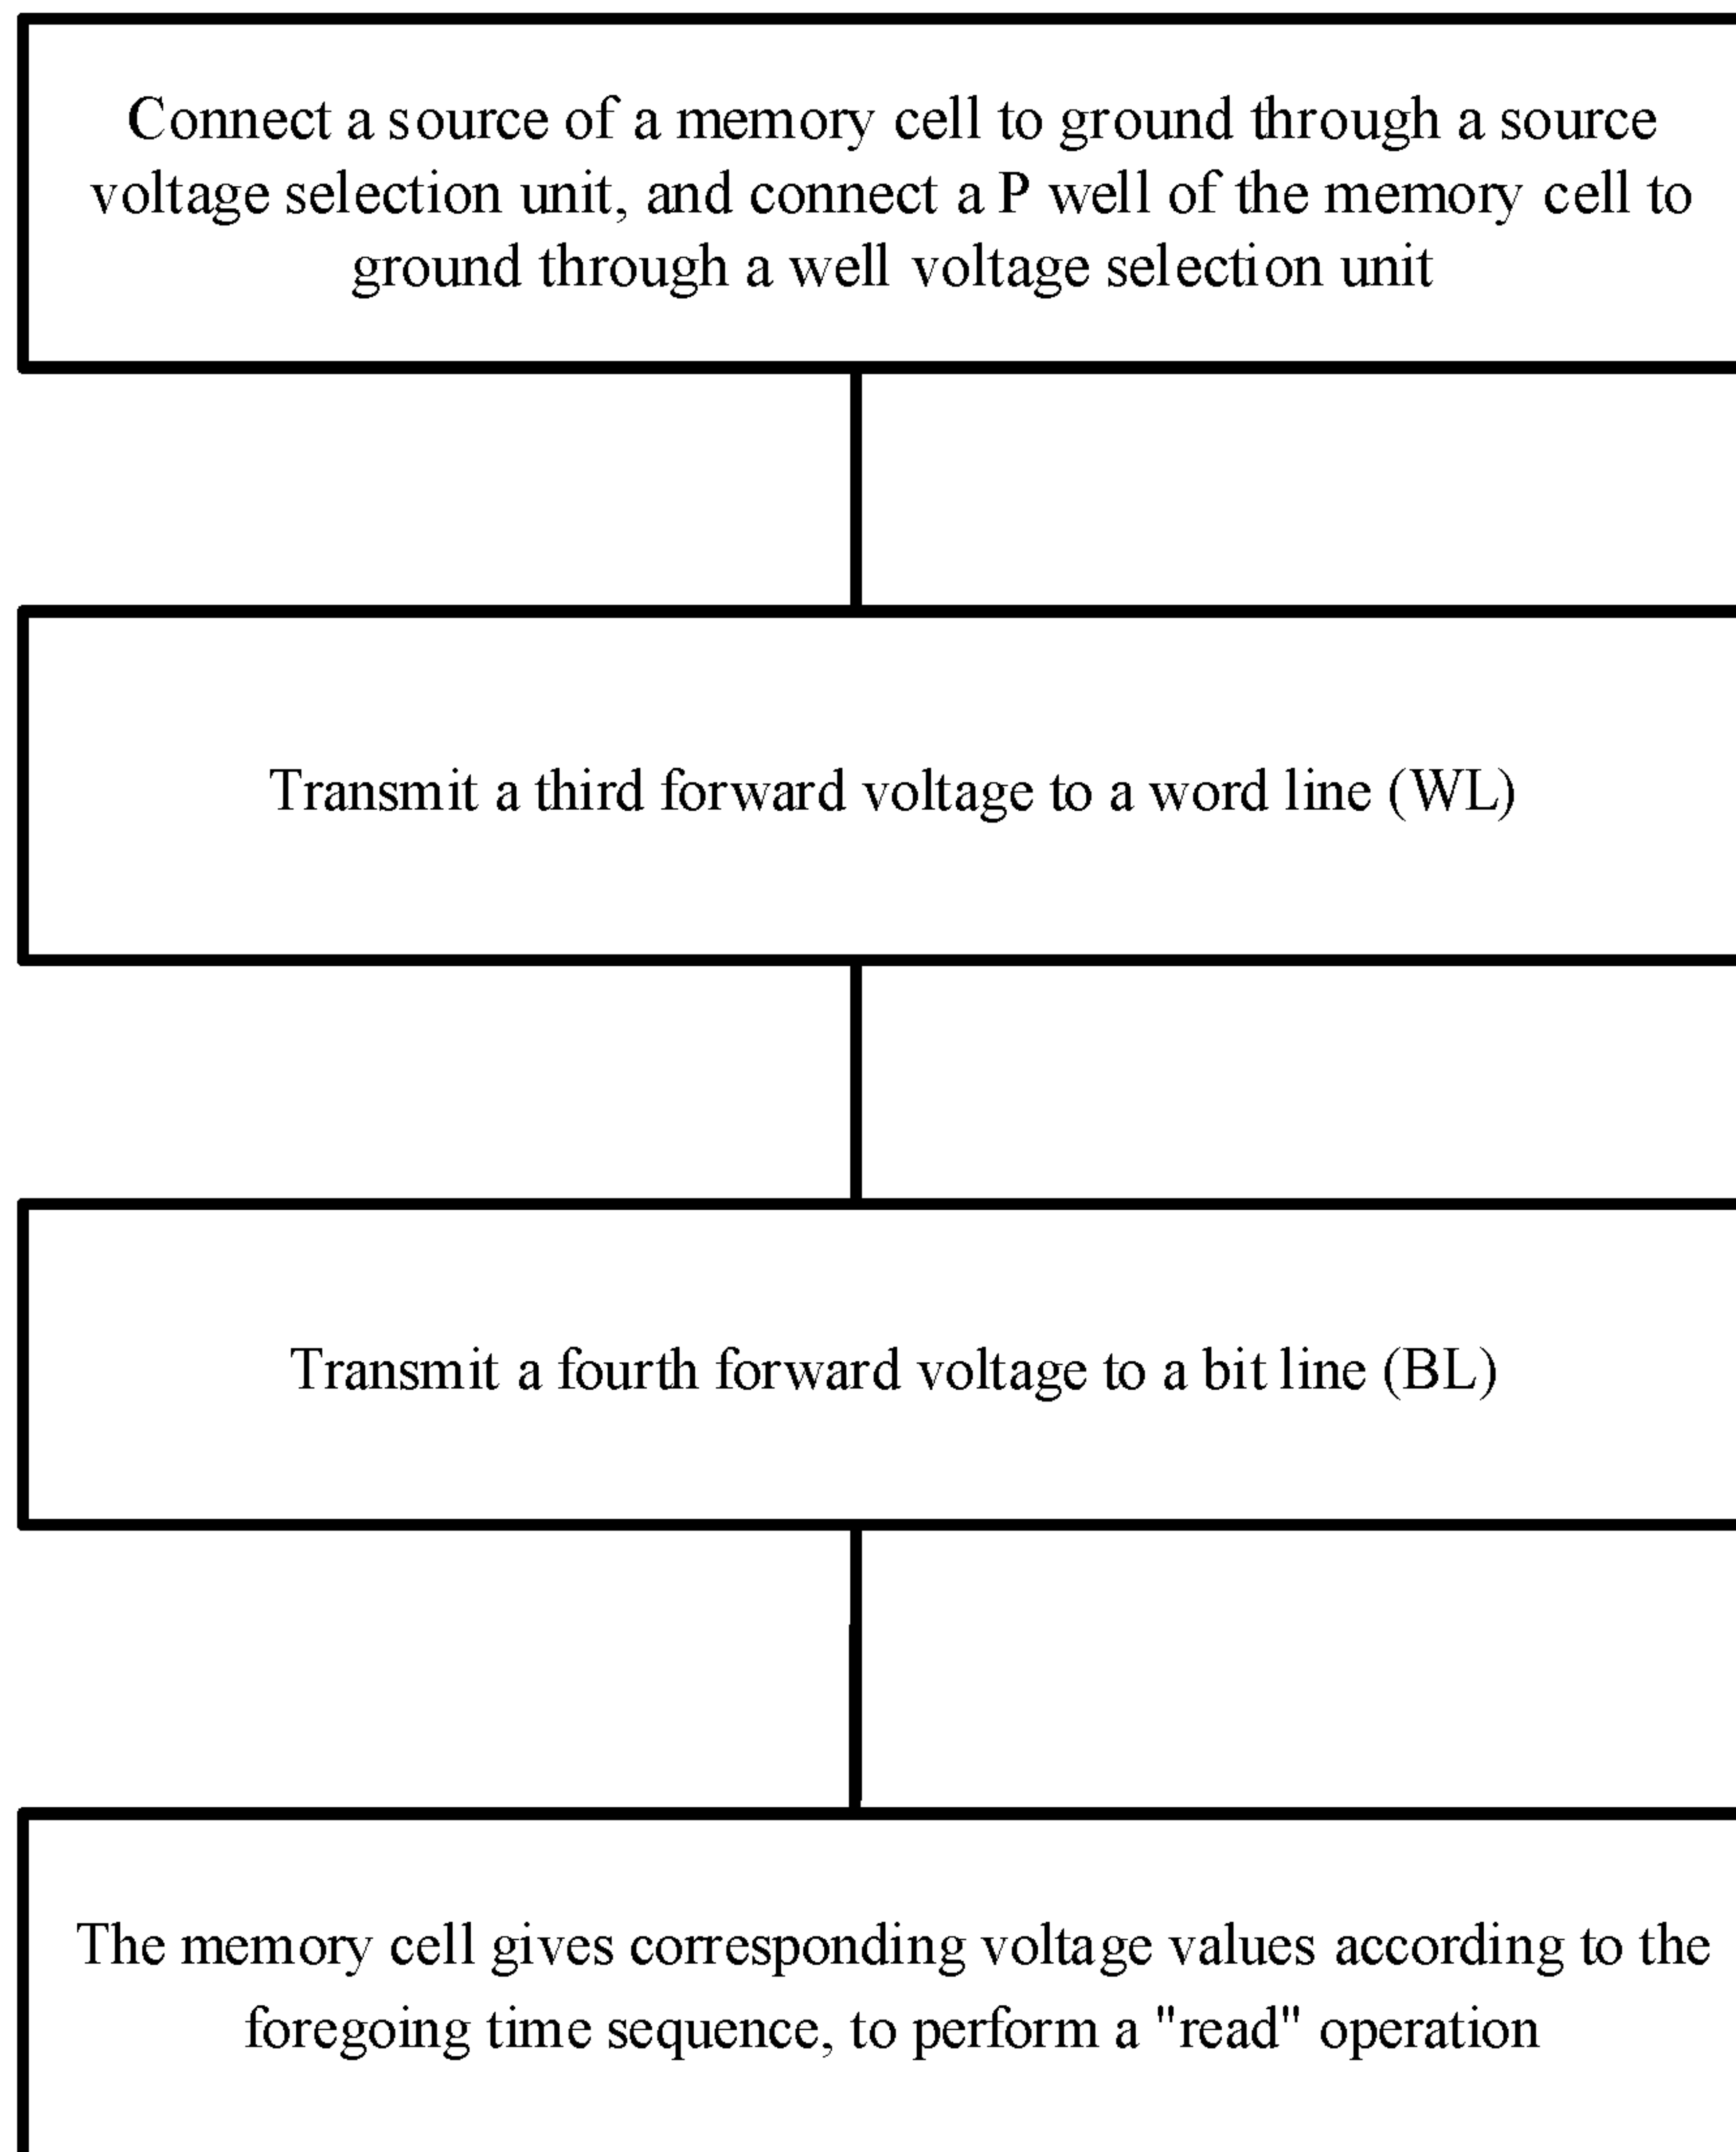 Connect a source of a memory cell to ground through a source
voltage selection unit, and connect a P well of the memory cell to
ground through a well voltage selection unit
Transmit a third forward voltage to a word line (WL)
Transmit a fourth forward voltage to a bit line (BL)
The memory cell gives corresponding voltage values according to the
foregoing time sequence, to perform a "read" operation